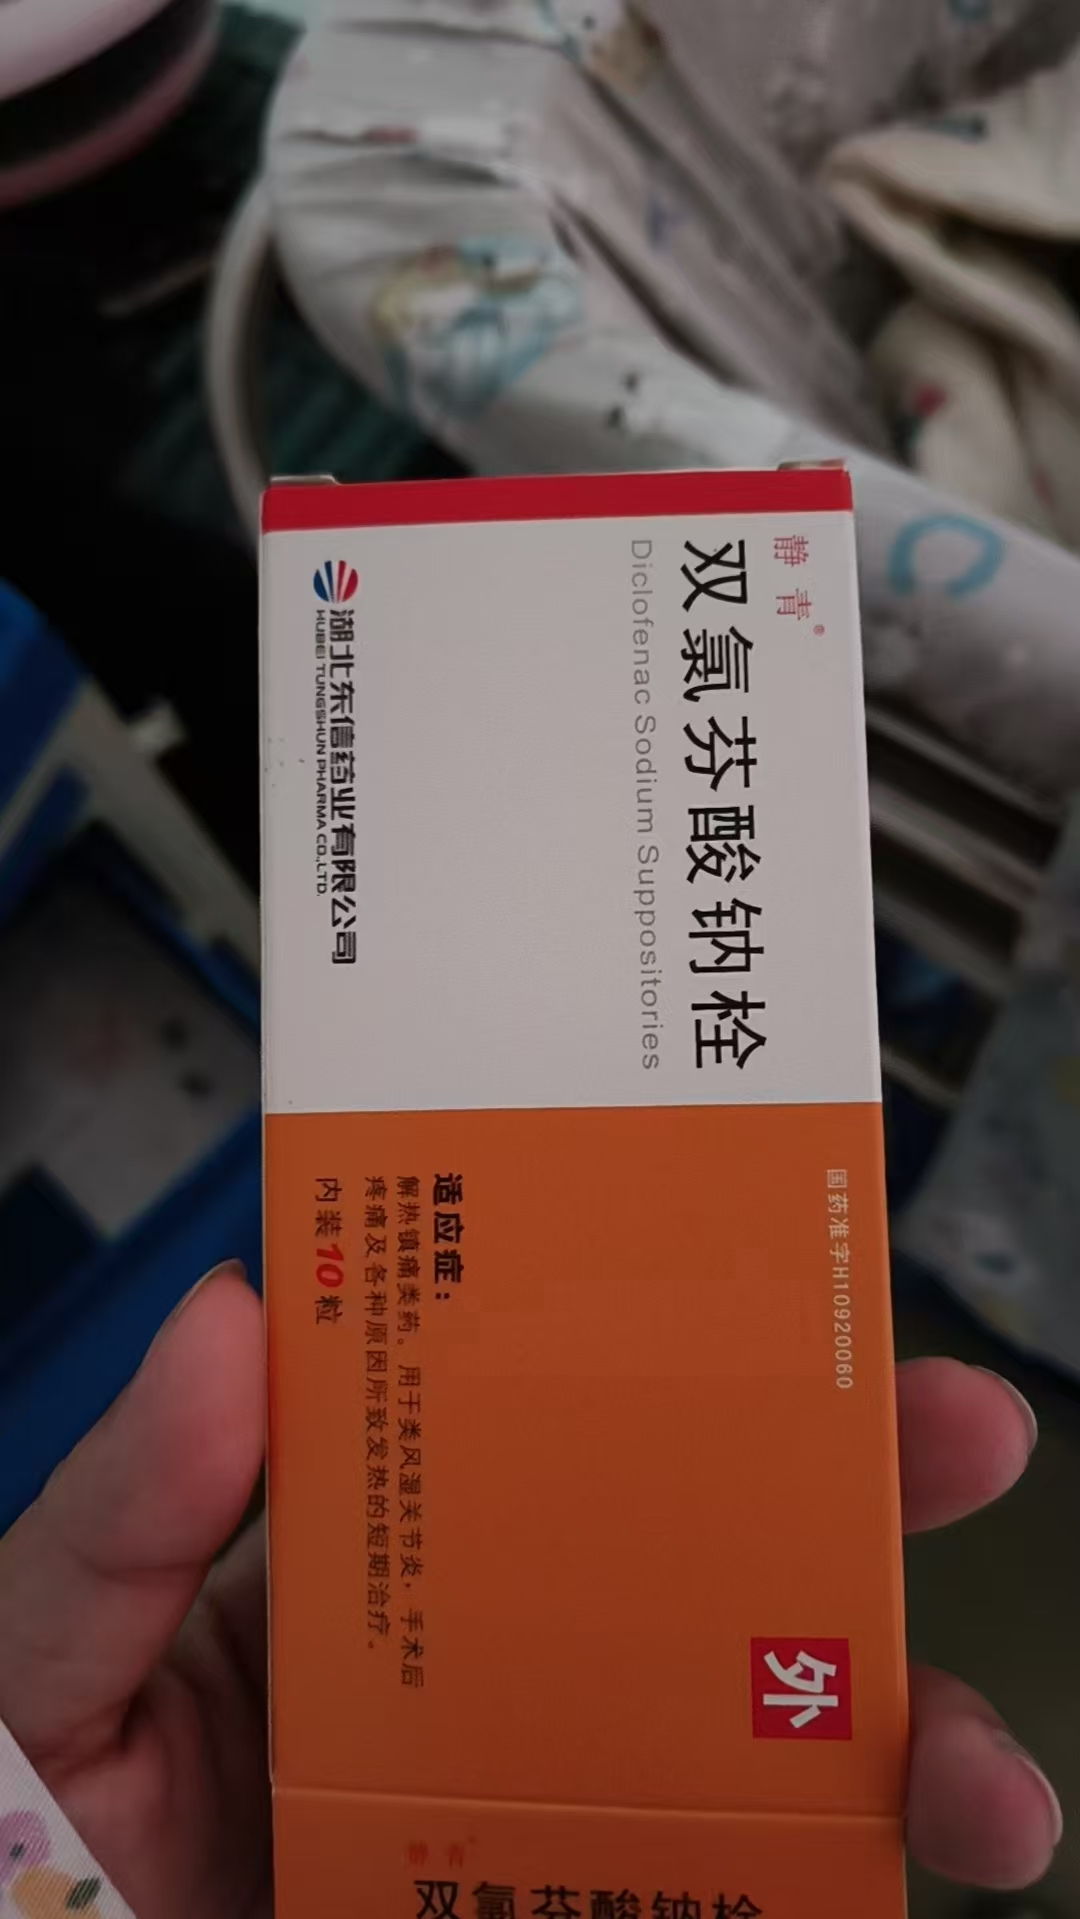 静青®
双氯芬酸钠栓
Diclofenac Sodium Suppositories
湖北东信药业有限公司
HUBEI TUNGSHUN PHARMA CO.,LTD.
国药准字H10920060
外
适应症：
解热镇痛类药。用于类风湿关节炎，手术后
疼痛及各种原因所致发热的短期治疗。
内装10粒
静青
双氯芬酸钠栓